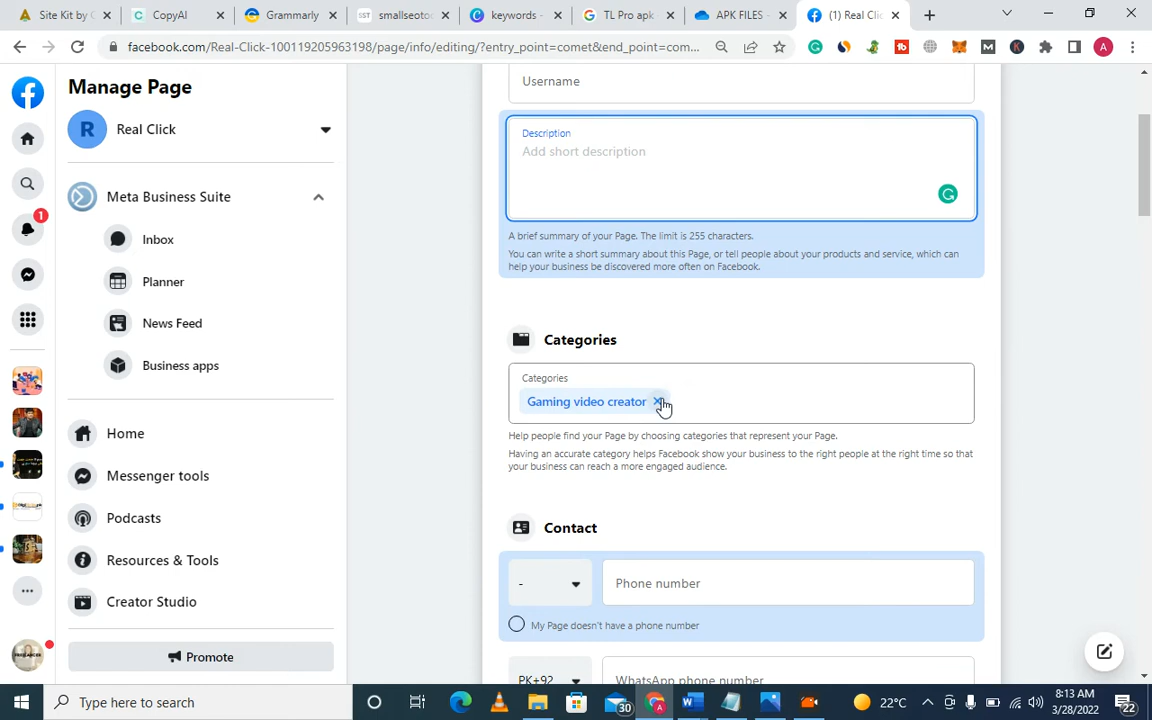 Site Kit by G
CopyAI
Grammarly
smallseotoo
keywords -
TL Pro apk
APK FILES -
(1) Real Clic
facebook.com/Real-Click-100119205963198/page/info/editing/?entry_point=comet&end_point=com...
A
Manage Page
R
Real Click
Meta Business Suite
1
Inbox
Planner
News Feed
Business apps
Home
Messenger tools
Podcasts
Resources & Tools
Creator Studio
Promote
Username
Description
Add short description
A brief summary of your Page. The limit is 255 characters.
You can write a short summary about this Page, or tell people about your products and service, which can
help your business be discovered more often on Facebook.
Categories
Categories
Gaming video creator
Help people find your Page by choosing categories that represent your Page.
Having an accurate category helps Facebook show your business to the right people at the right time so that
your business can reach a more engaged audience.
Contact
-
Phone number
My Page doesn't have a phone number
PK+92
WhatsApp phone number
Type here to search
30
22°C
8:13 AM
3/28/2022
22